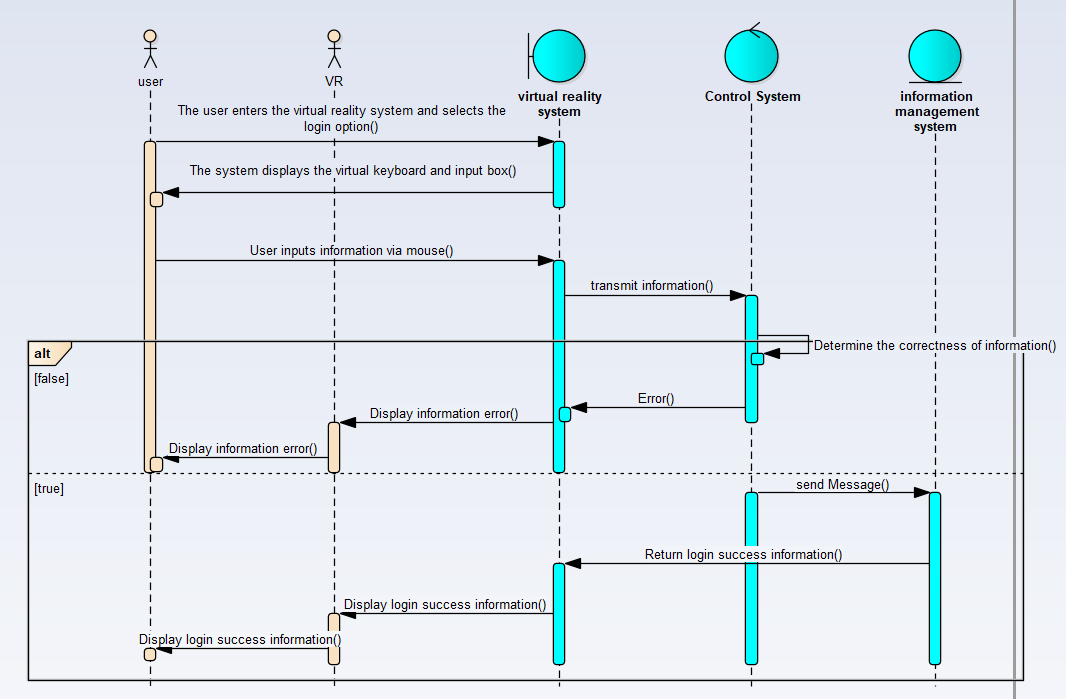 user
VR
virtual reality
system
Control System
information
management
system
The user enters the virtual reality system and selects the
login option()
The system displays the virtual keyboard and input box()
User inputs information via mouse()
transmit information()
alt
Determine the correctness of information()
[false]
Error()
Display information error()
Display information error()
[true]
send Message()
Return login success information()
Display login success information()
Display login success information()